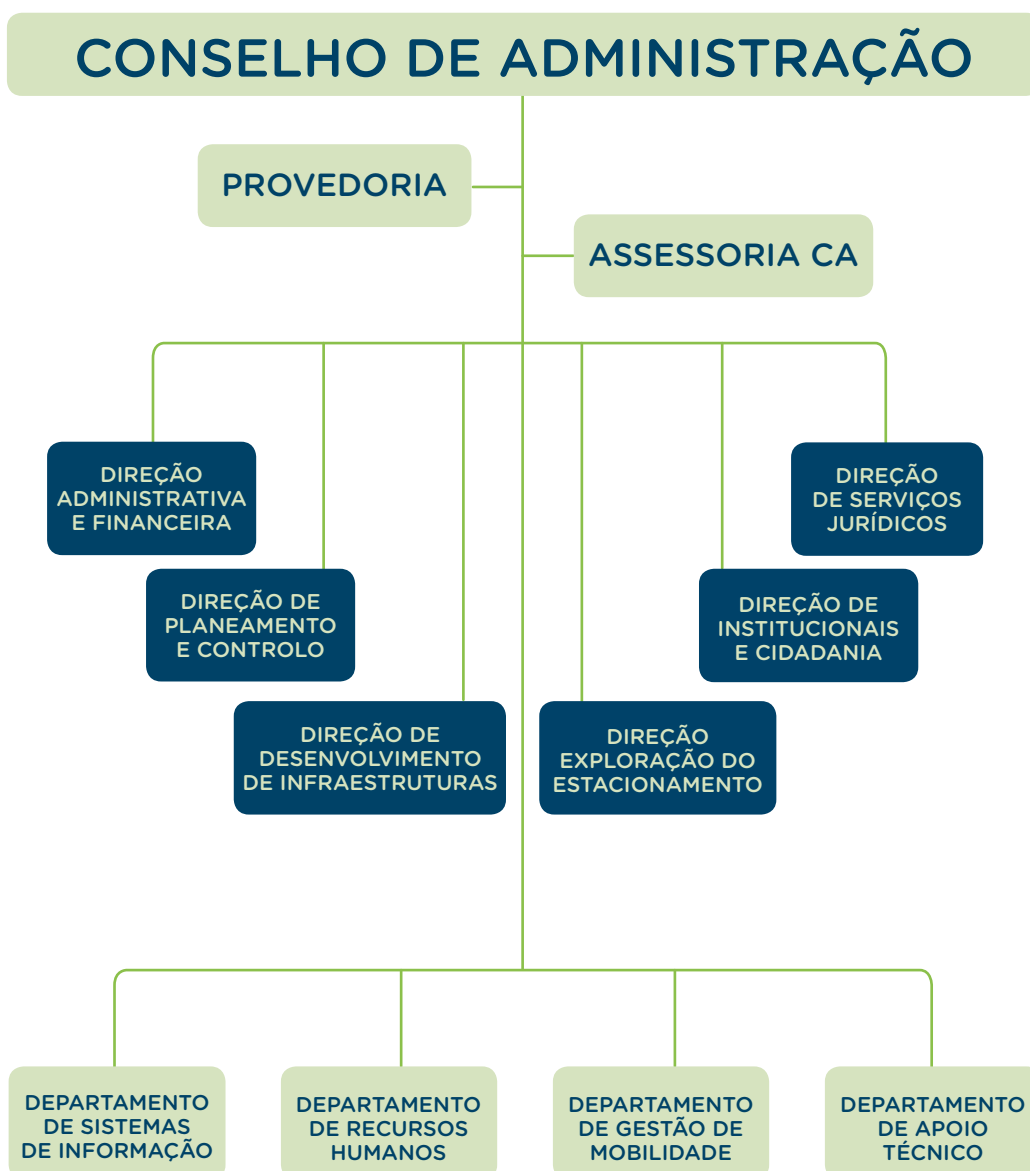 CONSELHO DE ADMINISTRAÇÃO
PROVEDORIA
ASSESSORIA CA
DIREÇÃO
ADMINISTRATIVA
E FINANCEIRA
DIREÇÃO
DE SERVIÇOS
JURÍDICOS
DIREÇÃO DE
PLANEAMENTO
E CONTROLO
DIREÇÃO DE
INSTITUCIONAIS
E CIDADANIA
DIREÇÃO DE
DESENVOLVIMENTO
DE INFRAESTRUTURAS
DIREÇÃO
EXPLORAÇÃO DO
ESTACIONAMENTO
DEPARTAMENTO
DE SISTEMAS
DE INFORMAÇÃO
DEPARTAMENTO
DE RECURSOS
HUMANOS
DEPARTAMENTO
DE GESTÃO DE
MOBILIDADE
DEPARTAMENTO
DE APOIO
TÉCNICO